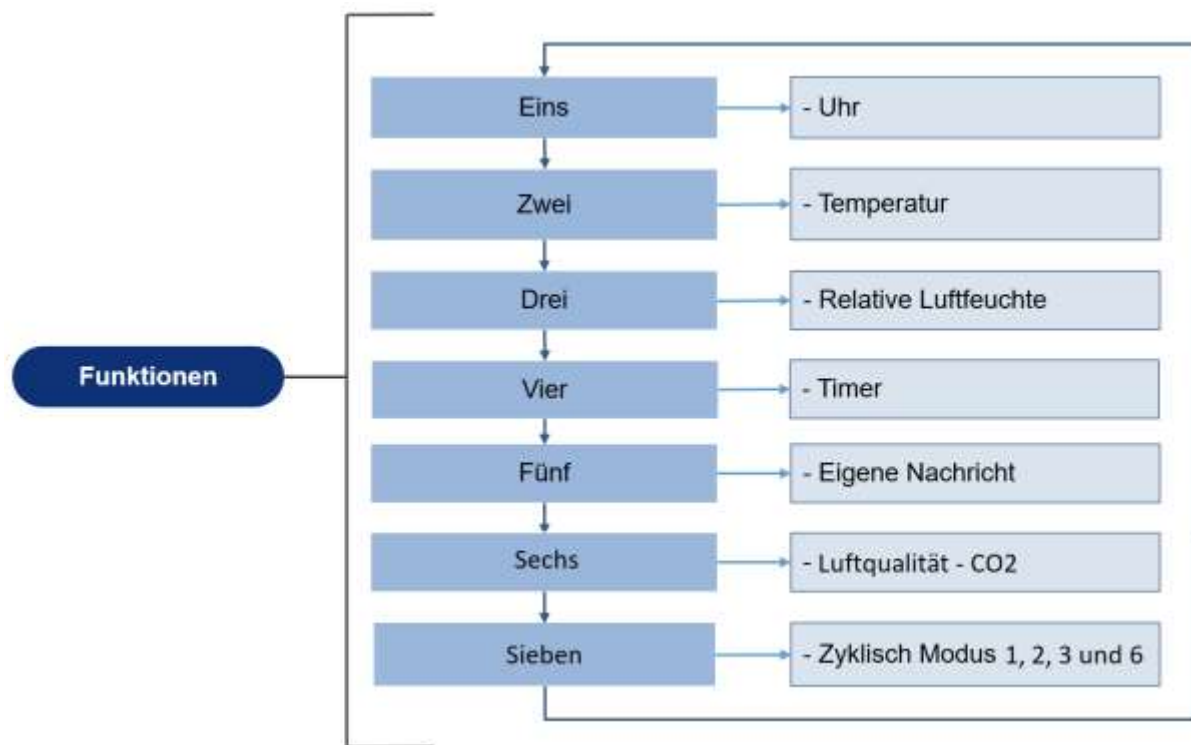 Funktionen
Eins
- Uhr
Zwei
- Temperatur
Drei
- Relative Luftfeuchte
Vier
- Timer
Fünf
- Eigene Nachricht
Sechs
- Luftqualität - CO2
Sieben
- Zyklisch Modus 1, 2, 3 und 6